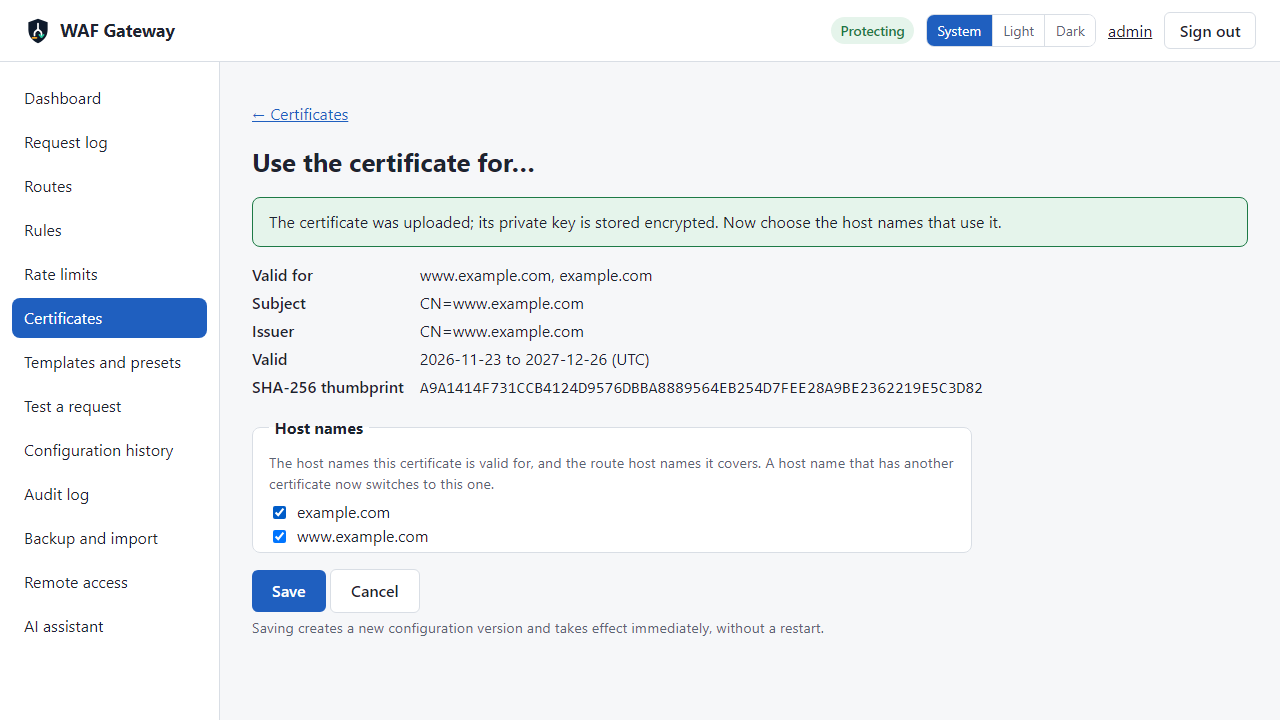 WAF Gateway
Protecting
System Light Dark
admin
Sign out
Dashboard
Request log
Routes
Rules
Rate limits
Certificates
Templates and presets
Test a request
Configuration history
Audit log
Backup and import
Remote access
AI assistant
← Certificates
Use the certificate for…
The certificate was uploaded; its private key is stored encrypted. Now choose the host names that use it.
Valid for www.example.com, example.com
Subject CN=www.example.com
Issuer CN=www.example.com
Valid 2026-11-23 to 2027-12-26 (UTC)
SHA-256 thumbprint A9A1414F731CCB4124D9576DBBA8889564EB254D7FEE28A9BE2362219E5C3D82
Host names
The host names this certificate is valid for, and the route host names it covers. A host name that has another
certificate now switches to this one.
example.com
www.example.com
Save
Cancel
Saving creates a new configuration version and takes effect immediately, without a restart.